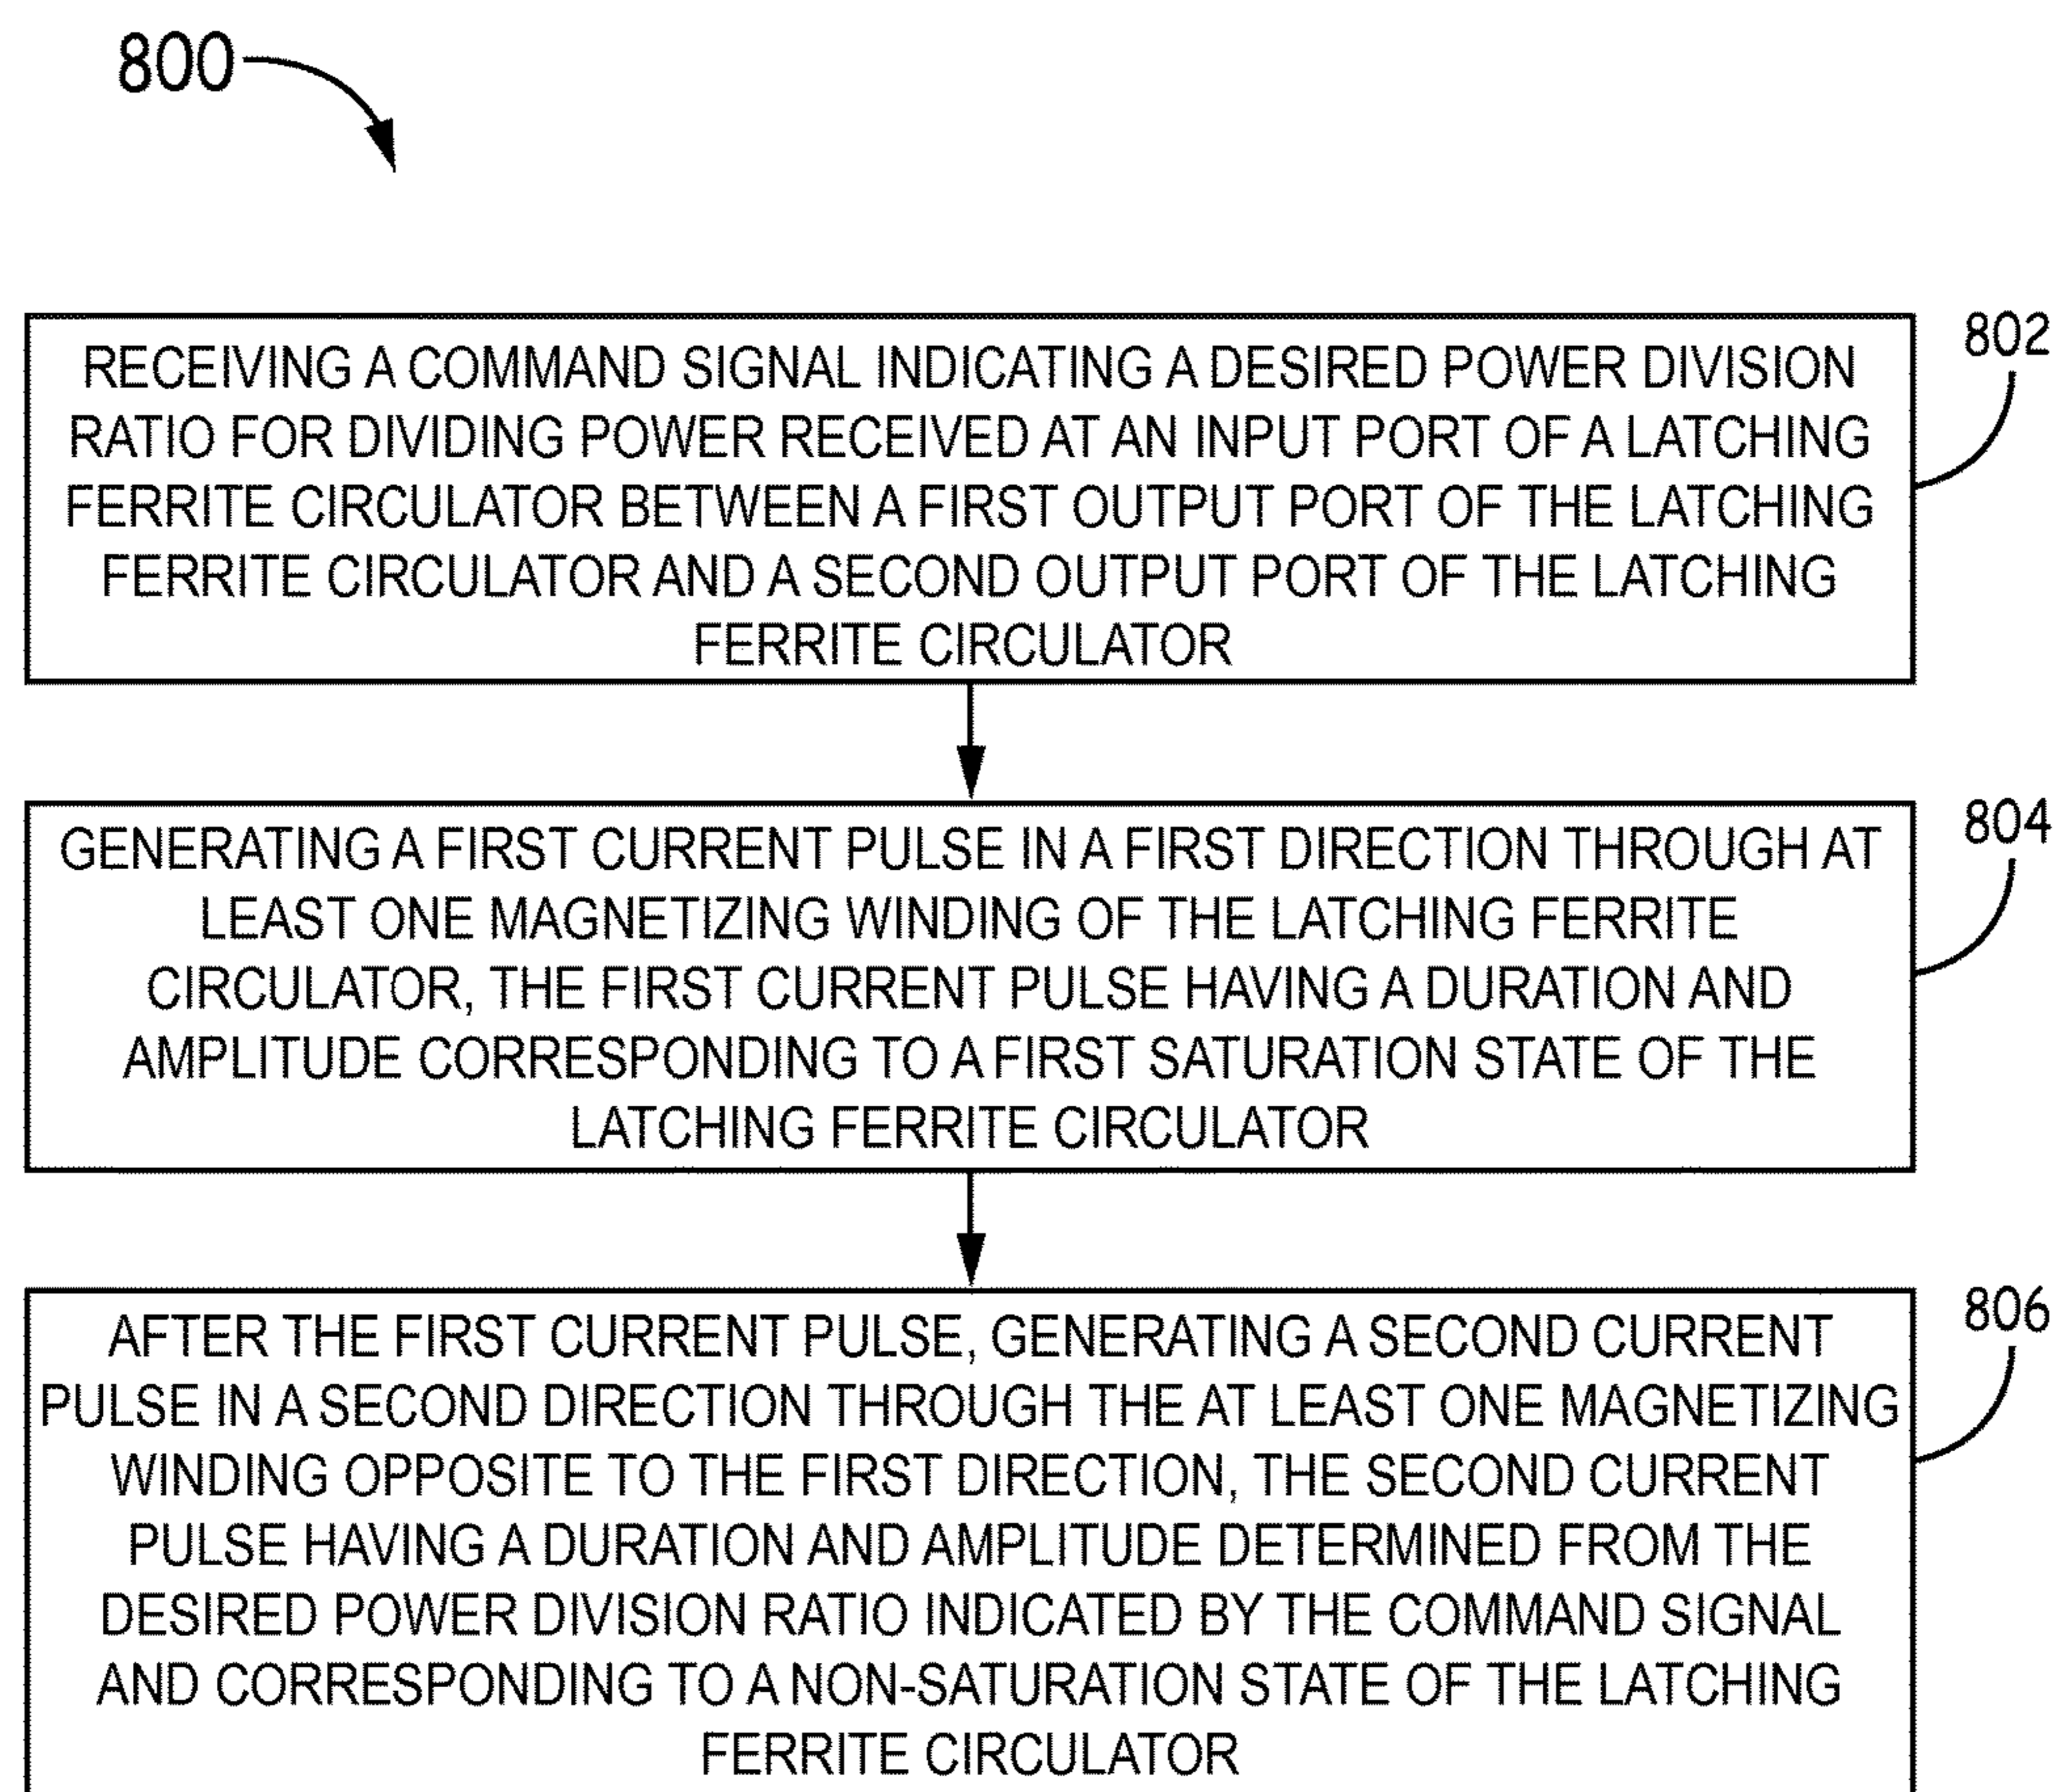 800
RECEIVING A COMMAND SIGNAL INDICATING A DESIRED POWER DIVISION
RATIO FOR DIVIDING POWER RECEIVED AT AN INPUT PORT OF A LATCHING
FERRITE CIRCULATOR BETWEEN A FIRST OUTPUT PORT OF THE LATCHING
FERRITE CIRCULATOR AND A SECOND OUTPUT PORT OF THE LATCHING
FERRITE CIRCULATOR
802
GENERATING A FIRST CURRENT PULSE IN A FIRST DIRECTION THROUGH AT
LEAST ONE MAGNETIZING WINDING OF THE LATCHING FERRITE
CIRCULATOR, THE FIRST CURRENT PULSE HAVING A DURATION AND
AMPLITUDE CORRESPONDING TO A FIRST SATURATION STATE OF THE
LATCHING FERRITE CIRCULATOR
804
AFTER THE FIRST CURRENT PULSE, GENERATING A SECOND CURRENT
PULSE IN A SECOND DIRECTION THROUGH THE AT LEAST ONE MAGNETIZING
WINDING OPPOSITE TO THE FIRST DIRECTION, THE SECOND CURRENT
PULSE HAVING A DURATION AND AMPLITUDE DETERMINED FROM THE
DESIRED POWER DIVISION RATIO INDICATED BY THE COMMAND SIGNAL
AND CORRESPONDING TO A NON-SATURATION STATE OF THE LATCHING
FERRITE CIRCULATOR
806